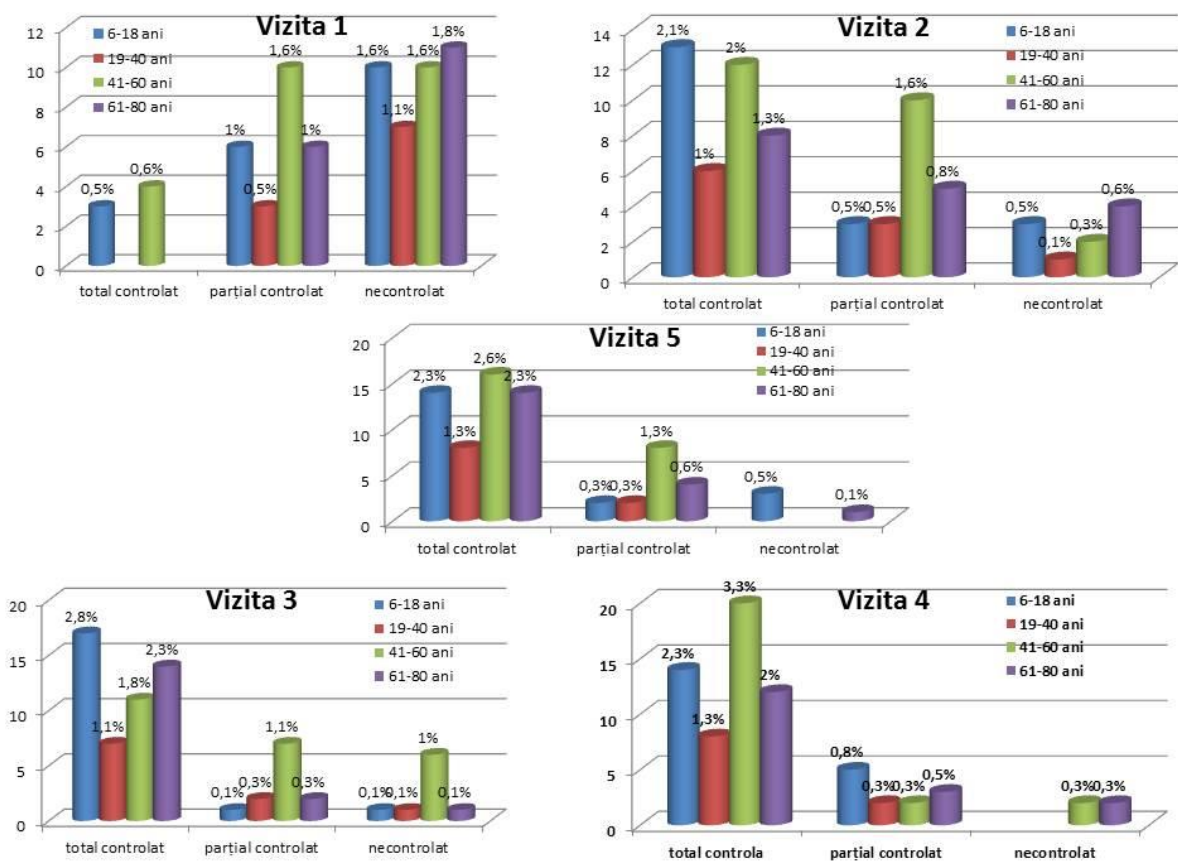 Vizita 1
6-18 ani
19-40 ani
41-60 ani
61-80 ani
12
10
8
6
4
2
0
0,5%
0,6%
1%
0,5%
1,6%
1%
1,6%
1,1%
1,6%
1,8%
total controlat
parțial controlat
necontrolat
Vizita 2
6-18 ani
19-40 ani
41-60 ani
61-80 ani
14
12
10
8
6
4
2
0
2,1%
1%
2%
1,3%
0,5%
0,5%
1,6%
0,8%
0,5%
0,1%
0,3%
0,6%
total controlat
parțial controlat
necontrolat
Vizita 5
6-18 ani
19-40 ani
41-60 ani
61-80 ani
20
15
10
5
0
2,3%
1,3%
2,6%
2,3%
0,3%
0,3%
1,3%
0,6%
0,5%
0,1%
total controlat
parțial controlat
necontrolat
Vizita 3
6-18 ani
19-40 ani
41-60 ani
61-80 ani
20
15
10
5
0
2,8%
1,1%
1,8%
2,3%
0,1%
0,3%
1,1%
0,3%
0,1%
0,1%
1%
0,1%
total controlat
parțial controlat
necontrolat
Vizita 4
6-18 ani
19-40 ani
41-60 ani
61-80 ani
20
15
10
5
0
2,3%
1,3%
3,3%
2%
0,8%
0,3%
0,3%
0,5%
0,3%
0,3%
total controla
parțial controlat
necontrolat